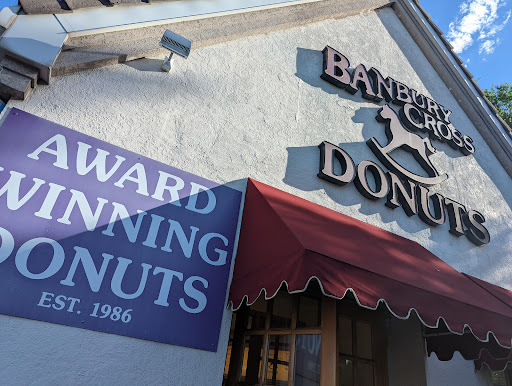 AWARD
WINNING
DONUTS
EST. 1986
BANBURY
CROSS
DONUTS